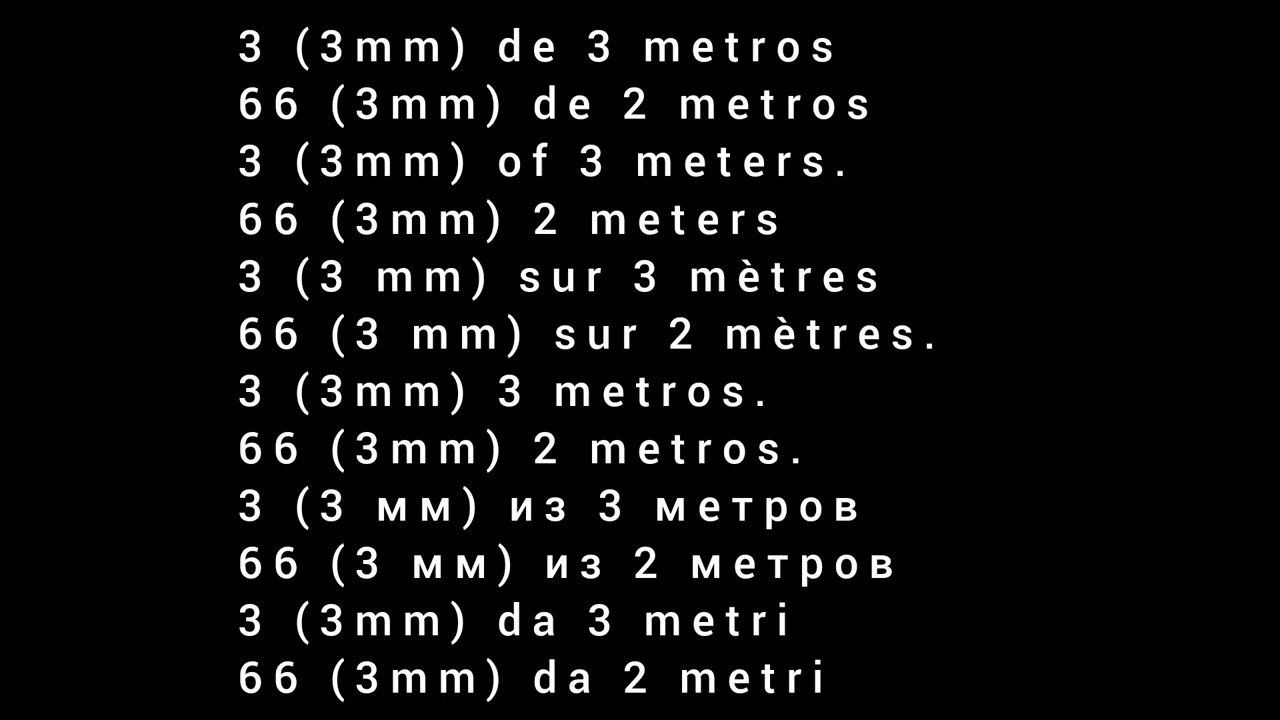 3 (3mm) de 3 metros
66 (3mm) de 2 metros
3 (3mm) of 3 meters.
66 (3mm) 2 meters
3 (3 mm) sur 3 mètres
66 (3 mm) sur 2 mètres.
3 (3mm) 3 metros.
66 (3mm) 2 metros.
3 (3 мм) из 3 метров
66 (3 мм) из 2 метров
3 (3mm) da 3 metri
66 (3mm) da 2 metri